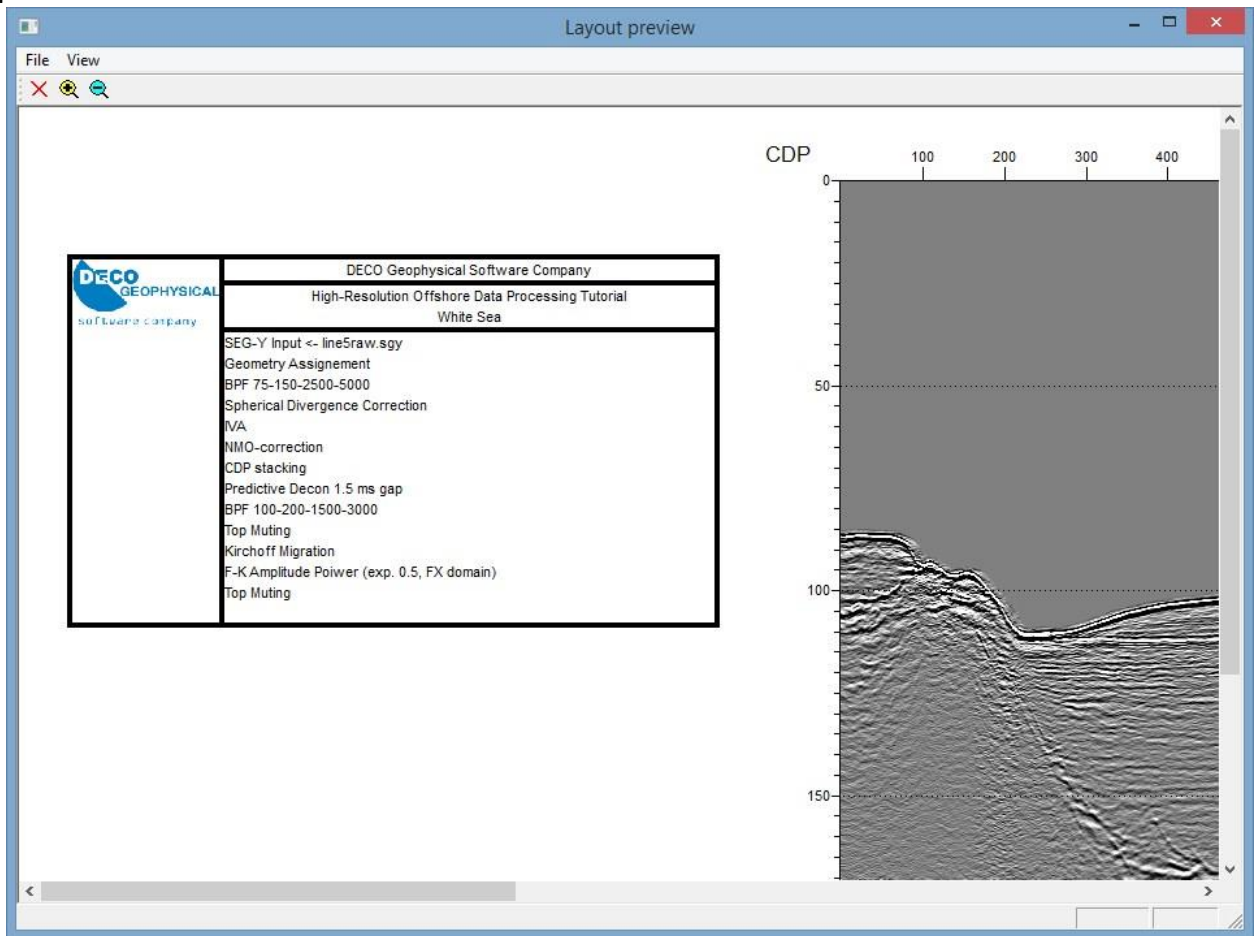 Layout preview
File View
CDP 100 200 300 400
0
DECO
GEOPHYSICAL
software company
DECO Geophysical Software Company
High-Resolution Offshore Data Processing Tutorial
White Sea
SEG-Y Input <- line5raw.sgy
Geometry Assignement
BPF 75-150-2500-5000
Spherical Divergence Correction
IVA
NMO-correction
CDP stacking
Predictive Decon 1.5 ms gap
BPF 100-200-1500-3000
Top Muting
Kirchoff Migration
F-K Amplitude Poiwer (exp. 0.5, FX domain)
Top Muting
50
100
150